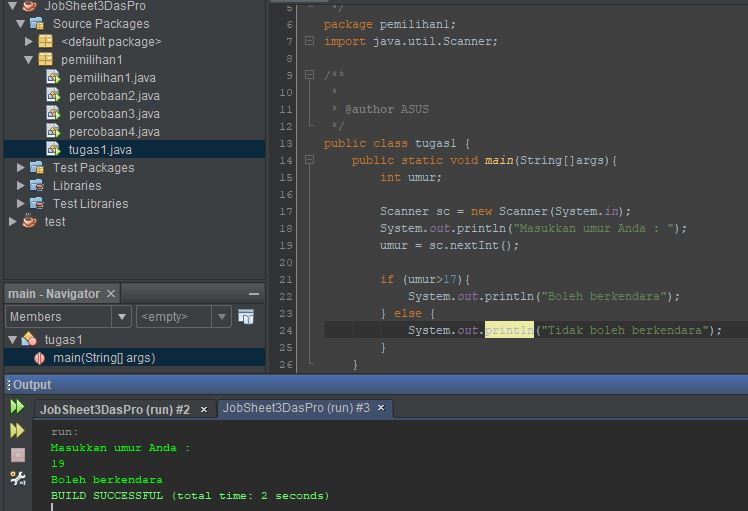 JobSheet3DasPro
Source Packages
<default package>
pemilihan1
pemilihan1.java
percobaan2.java
percobaan3.java
percobaan4.java
tugas1.java
Test Packages
Libraries
Test Libraries
test
main - Navigator ×
Members
<empty>
tugas1
main(String[] args)
5 */
6 package pemilihan1;
7 import java.util.Scanner;
8
9 /**
10 *
11 * @author ASUS
12 */
13 public class tugas1 {
14 public static void main(String[]args){
15 int umur;
16
17 Scanner sc = new Scanner(System.in);
18 System.out.println("Masukkan umur Anda : ");
19 umur = sc.nextInt();
20
21 if (umur>17){
22 System.out.println("Boleh berkendara");
23 } else {
24 System.out.println("Tidak boleh berkendara");
25 }
26 }
Output
JobSheet3DasPro (run) #2 × JobSheet3DasPro (run) #3 ×
run:
Masukkan umur Anda :
19
Boleh berkendara
BUILD SUCCESSFUL (total time: 2 seconds)